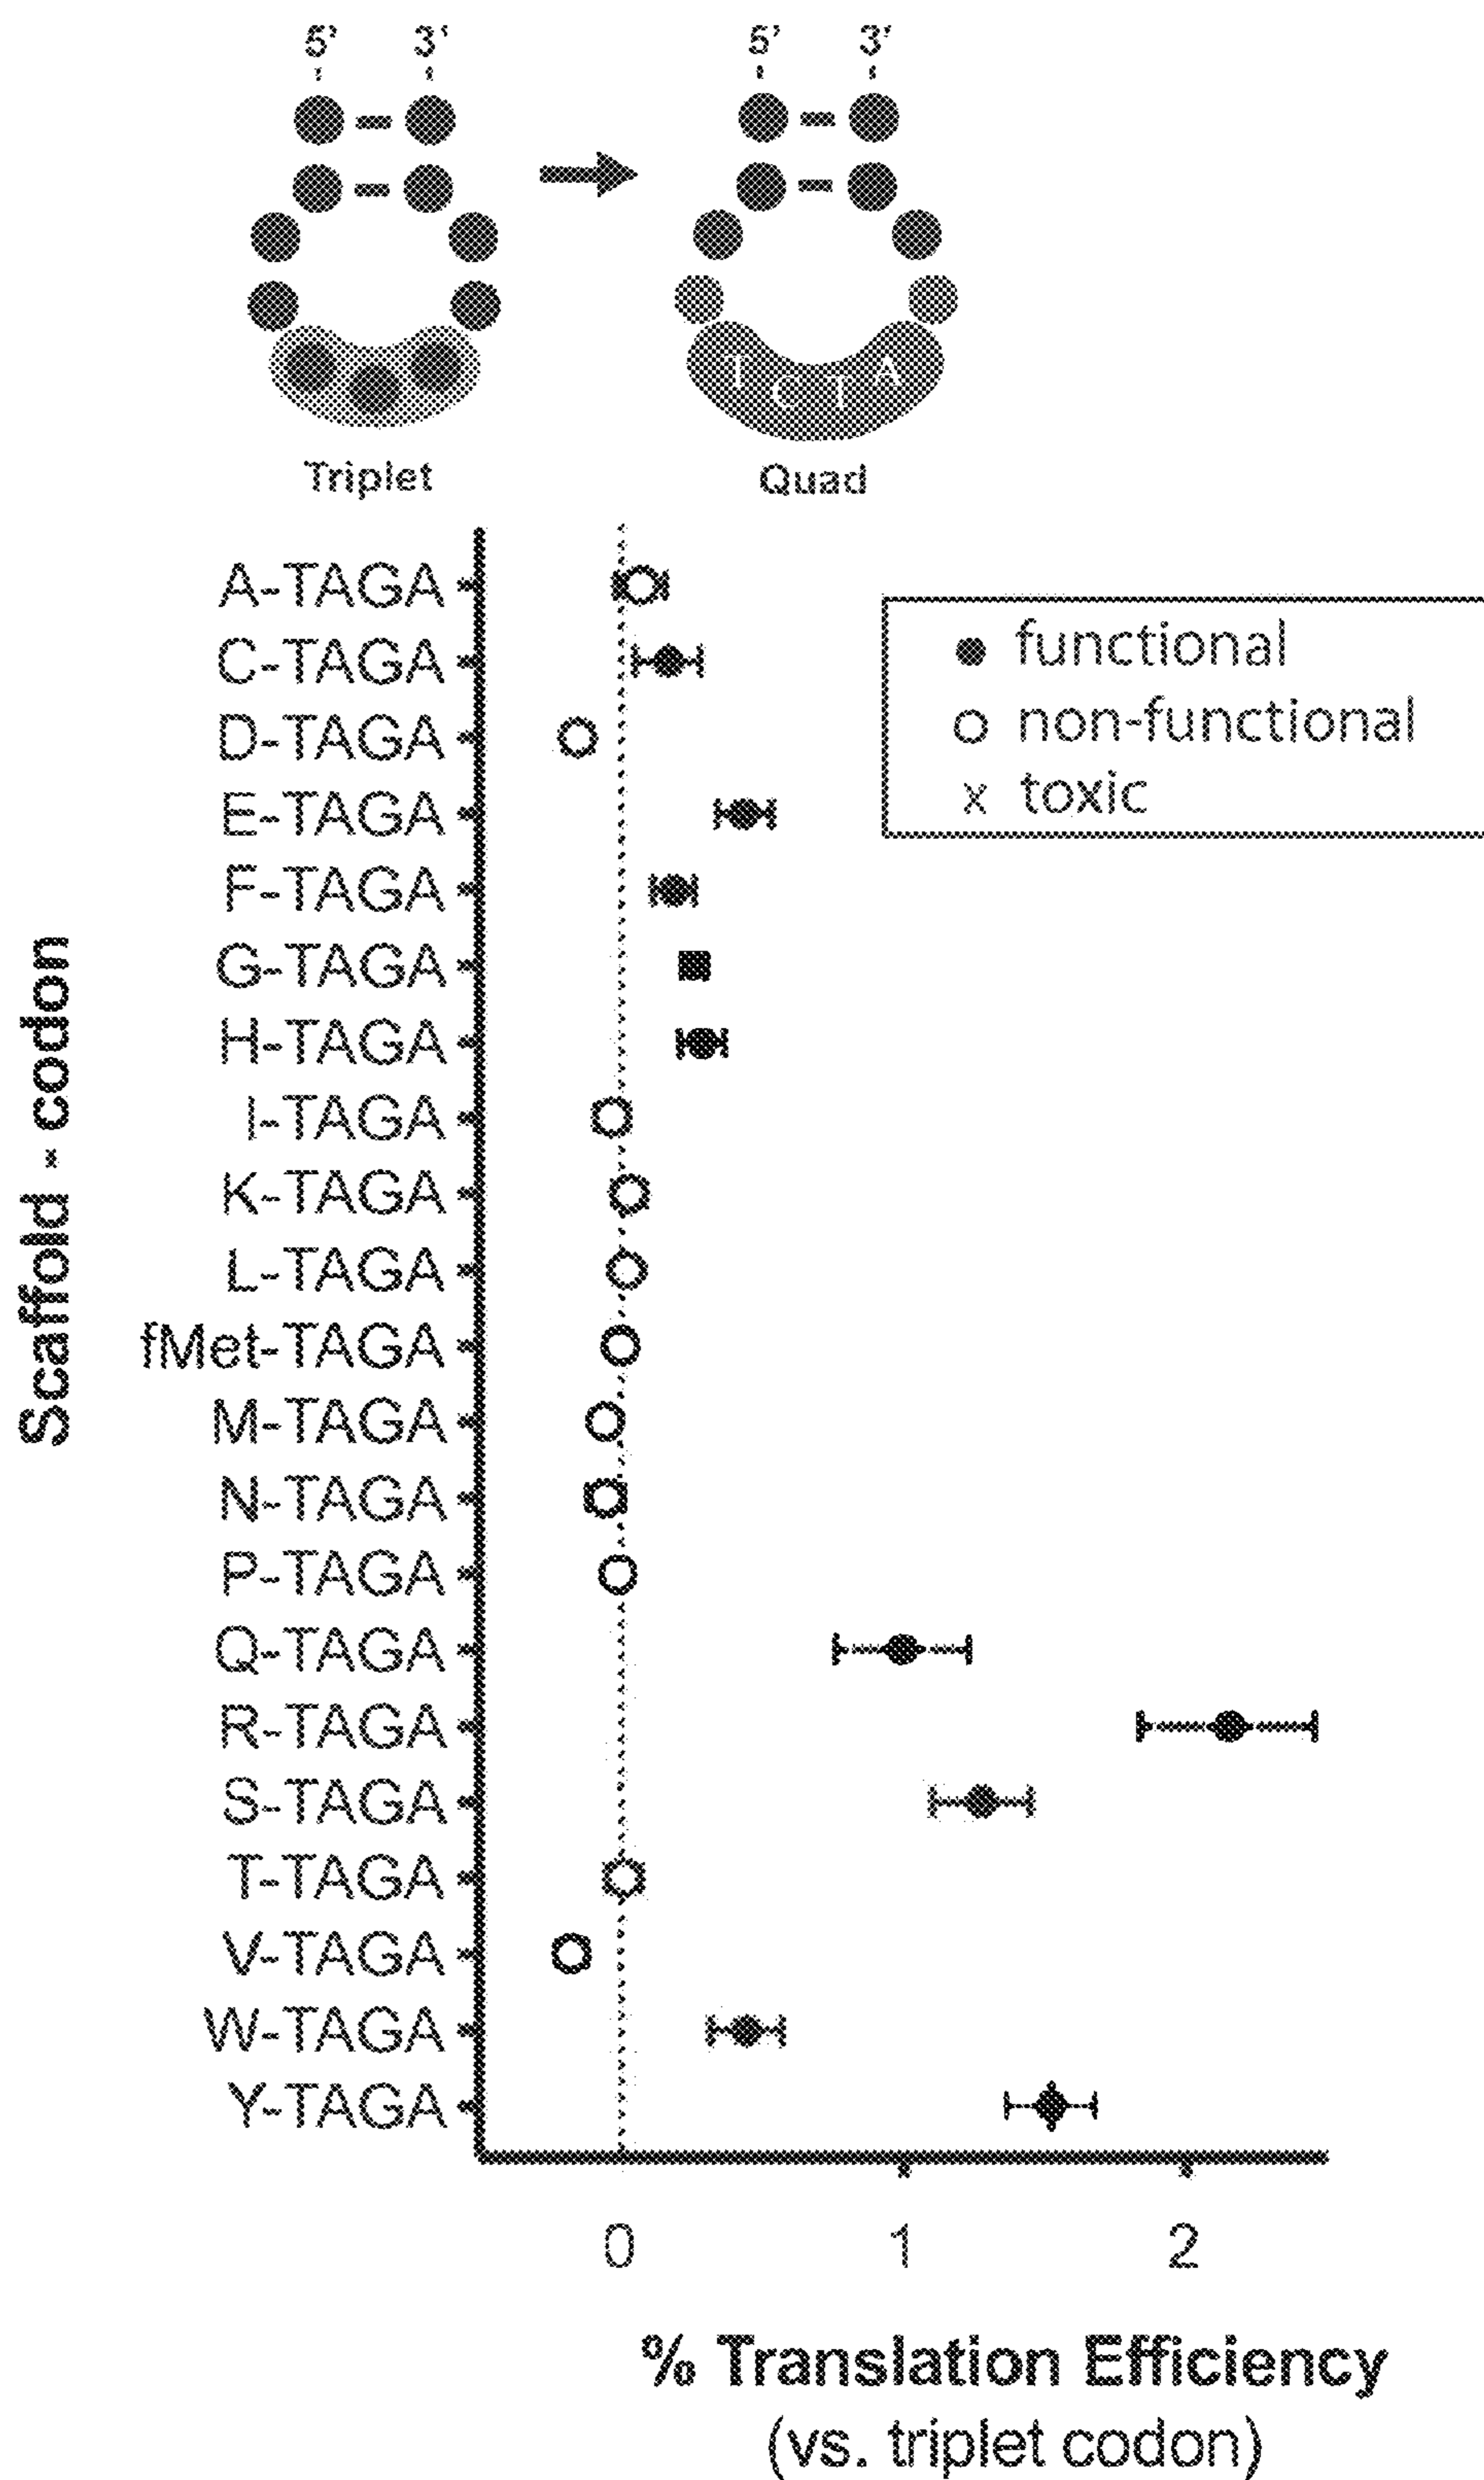 5' 3' 5' 3'
T C T A
Triplet Quad
A-TAGA
C-TAGA
D-TAGA
E-TAGA
F-TAGA
G-TAGA
H-TAGA
I-TAGA
K-TAGA
L-TAGA
fMet-TAGA
M-TAGA
N-TAGA
P-TAGA
Q-TAGA
R-TAGA
S-TAGA
T-TAGA
V-TAGA
W-TAGA
Y-TAGA
Scaffold - codon
functional
non-functional
x toxic
0 1 2
% Translation Efficiency
(vs. triplet codon)